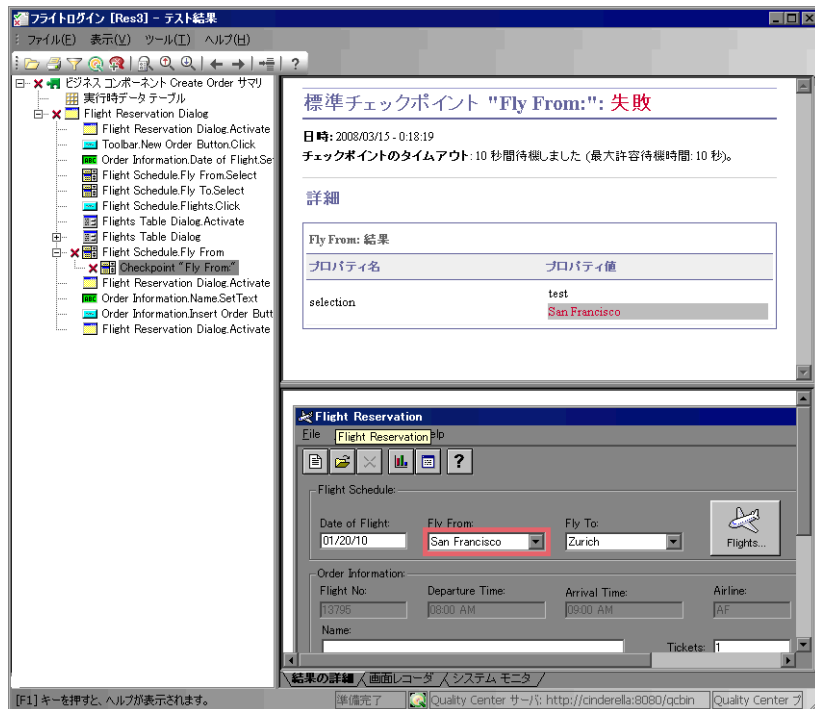 フライトログイン [Res3] - テスト結果
ファイル(F) 表示(V) ツール(T) ヘルプ(H)
ビジネス コンポーネント Create Order サマリ
実行時データ テーブル
Flight Reservation Dialog
Flight Reservation Dialog.Activate
Toolbar.New Order Button.Click
Order Information.Date of Flight.Se
Flight Schedule.Fly From.Select
Flight Schedule.Fly To.Select
Flight Schedule.Flights.Click
Flights Table Dialog.Activate
Flights Table Dialog
Flight Schedule.Fly From
Checkpoint "Fly From:"
Flight Reservation Dialog.Activate
Order Information.Name.SetText
Order Information.Insert Order Butt
Flight Reservation Dialog.Activate
標準チェックポイント "Fly From:": 失敗
日時: 2008/03/15 - 0:18:19
チェックポイントのタイムアウト: 10 秒間待機しました (最大許容待機時間: 10 秒)。
詳細
Fly From: 結果
プロパティ名 プロパティ値
selection
test
San Francisco
Flight Reservation
File Flight Reservation elp
Flight Schedule:
Date of Flight: Fly From: Fly To:
01/20/10 San Francisco Zurich Flights...
Order Information:
Flight No: Departure Time: Arrival Time: Airline:
13795 08:00 AM 09:00 AM AF
Name:
Tickets: 1
結果の詳細 画面レコーダ システム モニタ
[F1] キーを押すと、ヘルプが表示されます。 準備完了 Quality Center サーバ: http://cinderella:8080/qcbin Quality Center プ